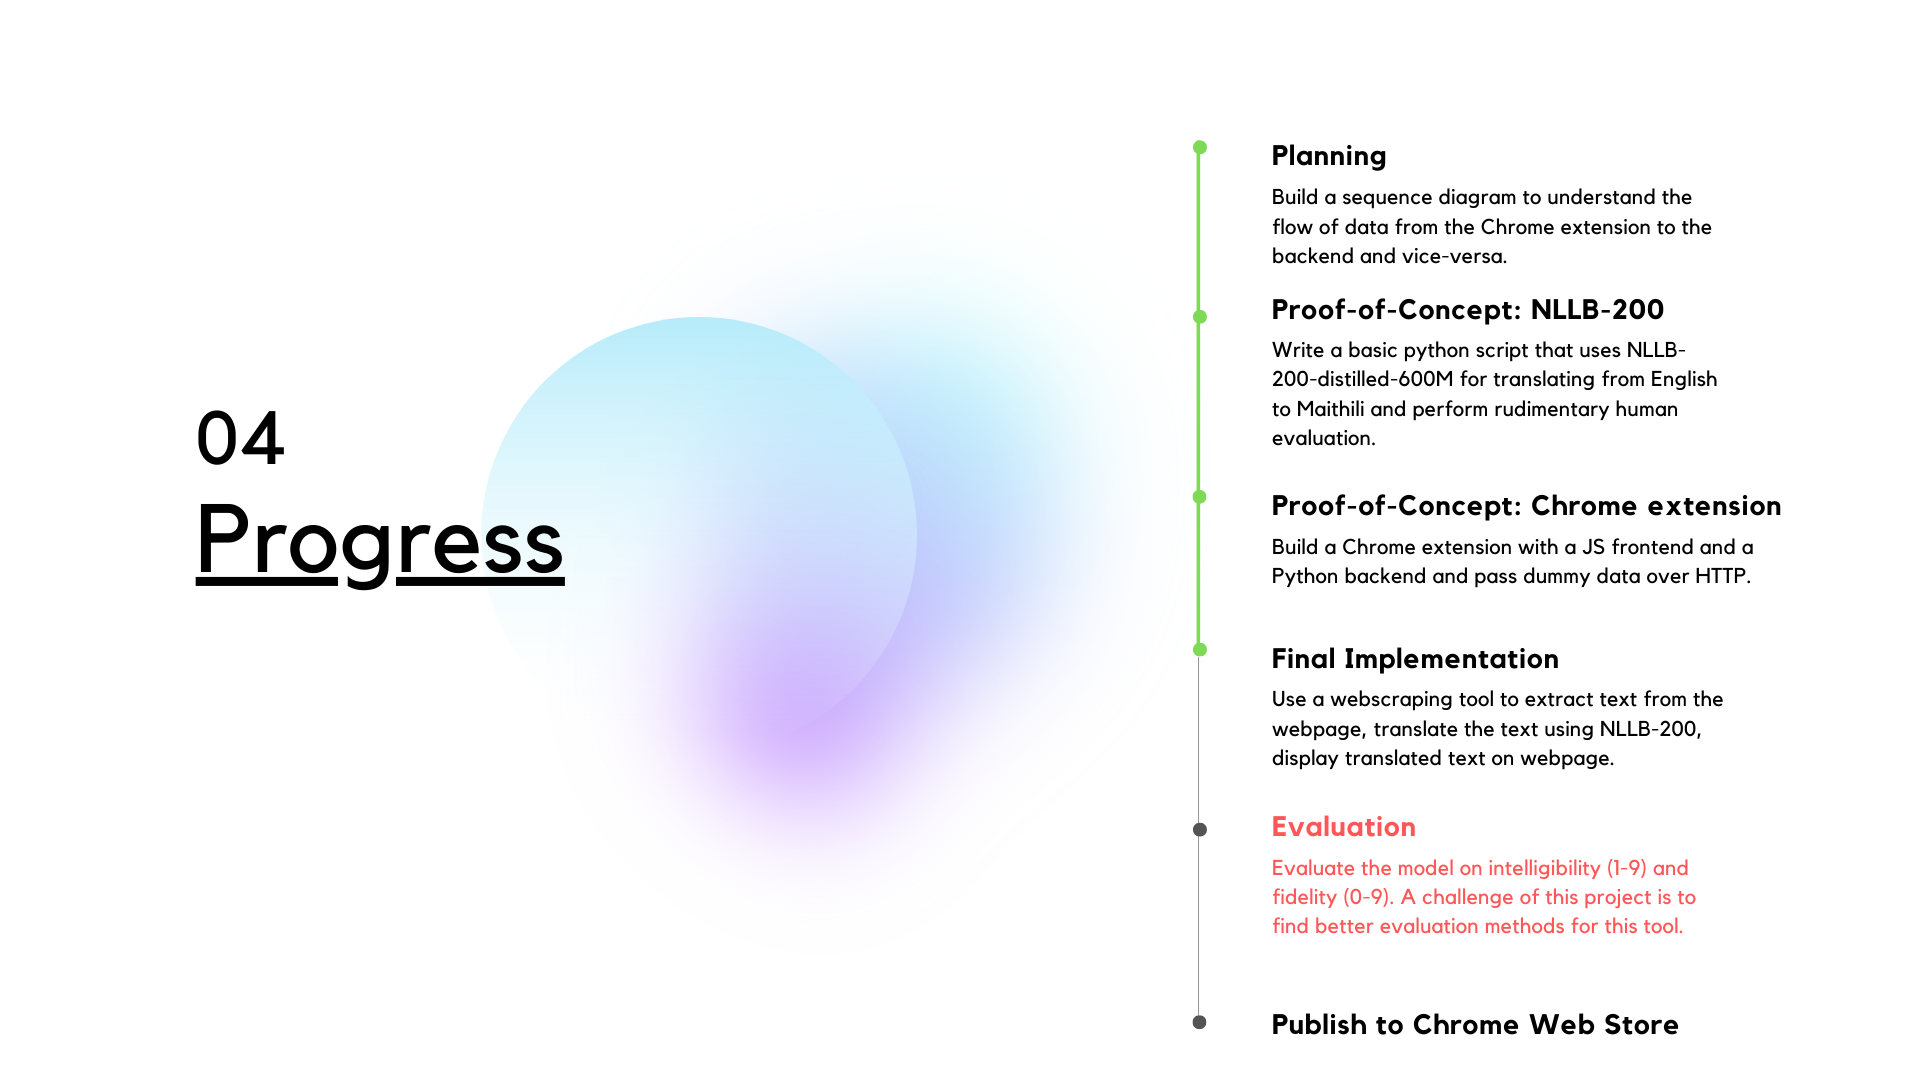 04
Progress
Planning
Build a sequence diagram to understand the
flow of data from the Chrome extension to the
backend and vice-versa.
Proof-of-Concept: NLLB-200
Write a basic python script that uses NLLB-
200-distilled-600M for translating from English
to Maithili and perform rudimentary human
evaluation.
Proof-of-Concept: Chrome extension
Build a Chrome extension with a JS frontend and a
Python backend and pass dummy data over HTTP.
Final Implementation
Use a webscraping tool to extract text from the
webpage, translate the text using NLLB-200,
display translated text on webpage.
Evaluation
Evaluate the model on intelligibility (1-9) and
fidelity (0-9). A challenge of this project is to
find better evaluation methods for this tool.
Publish to Chrome Web Store